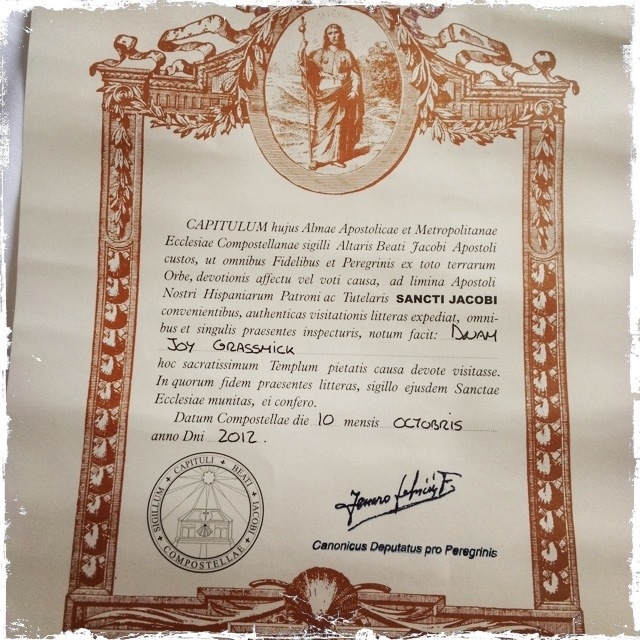 CAPITULUM hujus Almae Apostolicae et Metropolitanae
Ecclesiae Compostellanae sigilli Altaris Beati Jacobi Apostoli
custos, ut omnibus Fidelibus et Peregrinis ex toto terrarum
Orbe, devotionis affectu vel voti causa, ad limina Apostoli
Nostri Hispaniarum Patroni ac Tutelaris SANCTI JACOBI
convenientibus, authenticas visitationis litteras expediat, omni-
bus et singulis praesentes inspecturis, notum facit: DNAM
JOY GRASSMICK
hoc sacratissimum Templum pietatis causa devote visitasse.
In quorum fidem praesentes litteras, sigillo ejusdem Sanctae
Ecclesiae munitas, ei confero.
Datum Compostellae die 10 mensis OCTOBRIS
anno Dni 2012.
SIGILLUM CAPITULI BEATI JACOBI COMPOSTELLAE
Canonicus Deputatus pro Peregrinis